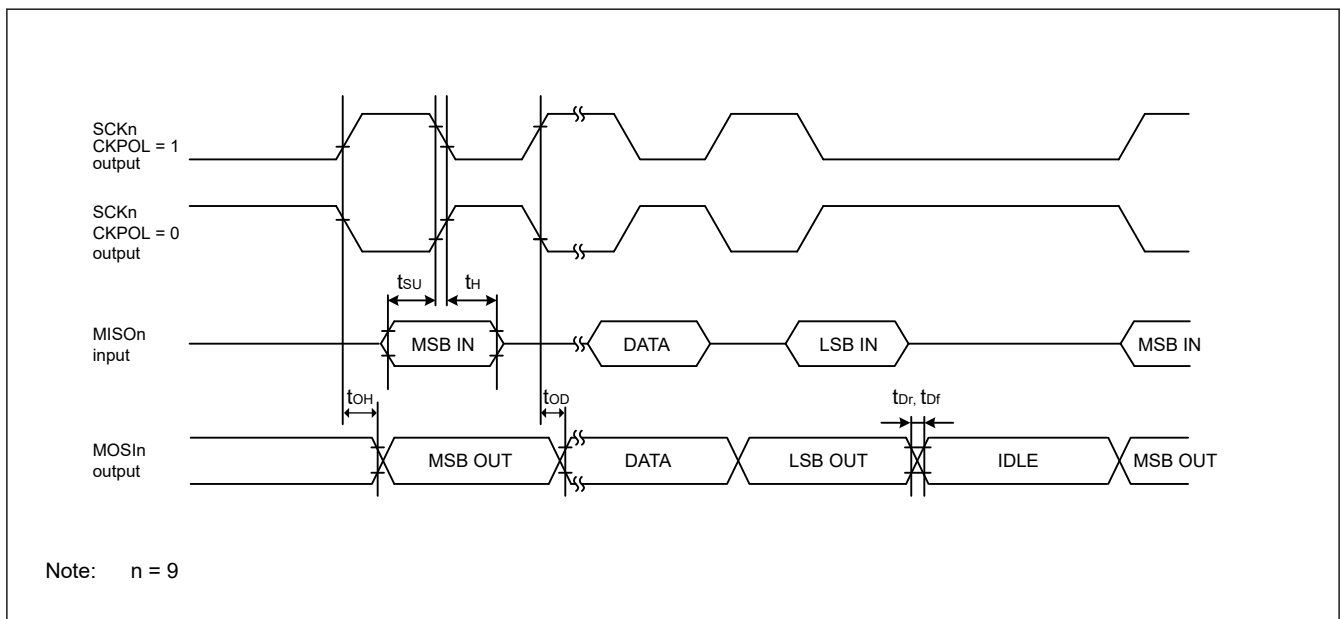 SCKn
CKPOL = 1
output
SCKn
CKPOL = 0
output
tSU
tH
MISOn
input
MSB IN
DATA
LSB IN
MSB IN
tOH
tOD
tDr, tDf
MOSIn
output
MSB OUT
DATA
LSB OUT
IDLE
MSB OUT
Note: n = 9